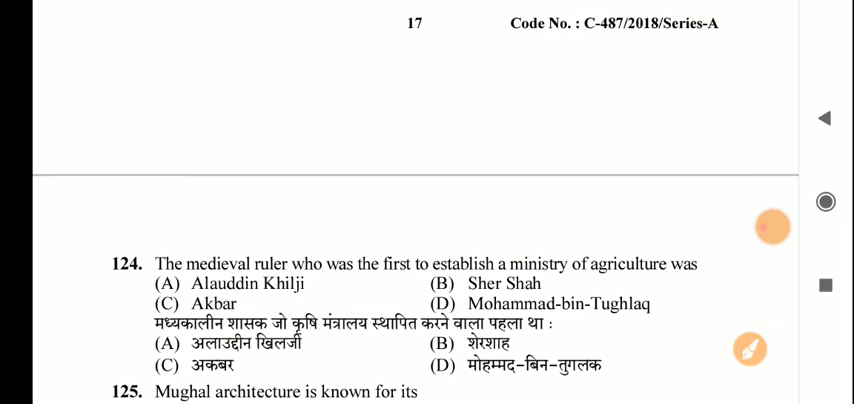 17 Code No. : C-487/2018/Series-A
124. The medieval ruler who was the first to establish a ministry of agriculture was
(A) Alauddin Khilji (B) Sher Shah
(C) Akbar (D) Mohammad-bin-Tughlaq
मध्यकालीन शासक जो कृषि मंत्रालय स्थापित करने वाला पहला था :
(A) अलाउद्दीन खिलजी (B) शेरशाह
(C) अकबर (D) मोहम्मद-बिन-तुगलक
125. Mughal architecture is known for its